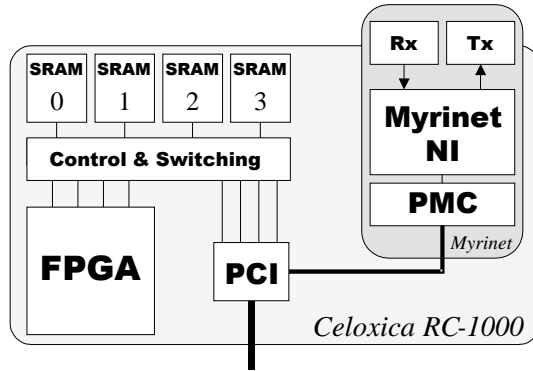 Rx
Tx
SRAM
0
SRAM
1
SRAM
2
SRAM
3
Myrinet
NI
Control & Switching
PMC
Myrinet
FPGA
PCI
Celoxica RC-1000